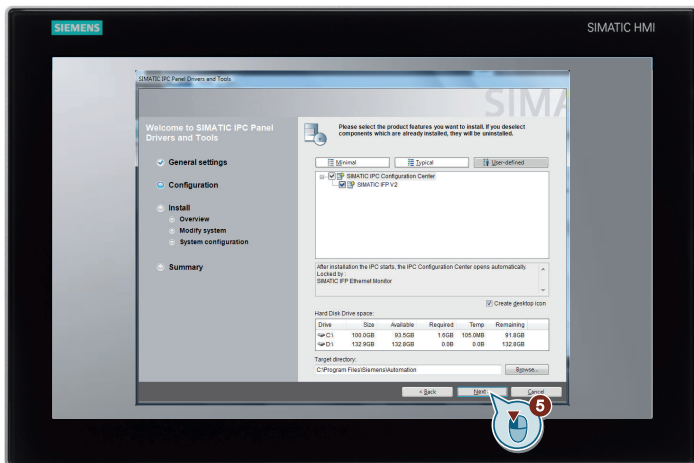 SIEMENS
SIMATIC HMI
SIMATIC IPC Panel Drivers and Tools
SIMA
Welcome to SIMATIC IPC Panel
Drivers and Tools
General settings
Configuration
Install
Overview
Modify system
System configuration
Summary
Please select the product features you want to install. If you deselect
components which are already installed, they will be uninstalled.
Minimal Typical User-defined
SIMATIC IPC Configuration Center
SIMATIC IFP V2
After installation the IPC starts, the IPC Configuration Center opens automatically.
Locked by :
SIMATIC IFP Ethernet Monitor
Create desktop icon
Hard Disk Drive space:
Drive Size Available Required Temp Remaining
C:\ 100.0GB 93.5GB 1.6GB 105.0MB 91.8GB
D:\ 132.9GB 132.8GB 0.0B 0.0B 132.8GB
Target directory:
C:\Program Files\Siemens\Automation Browse...
< Back Next > Cancel
5